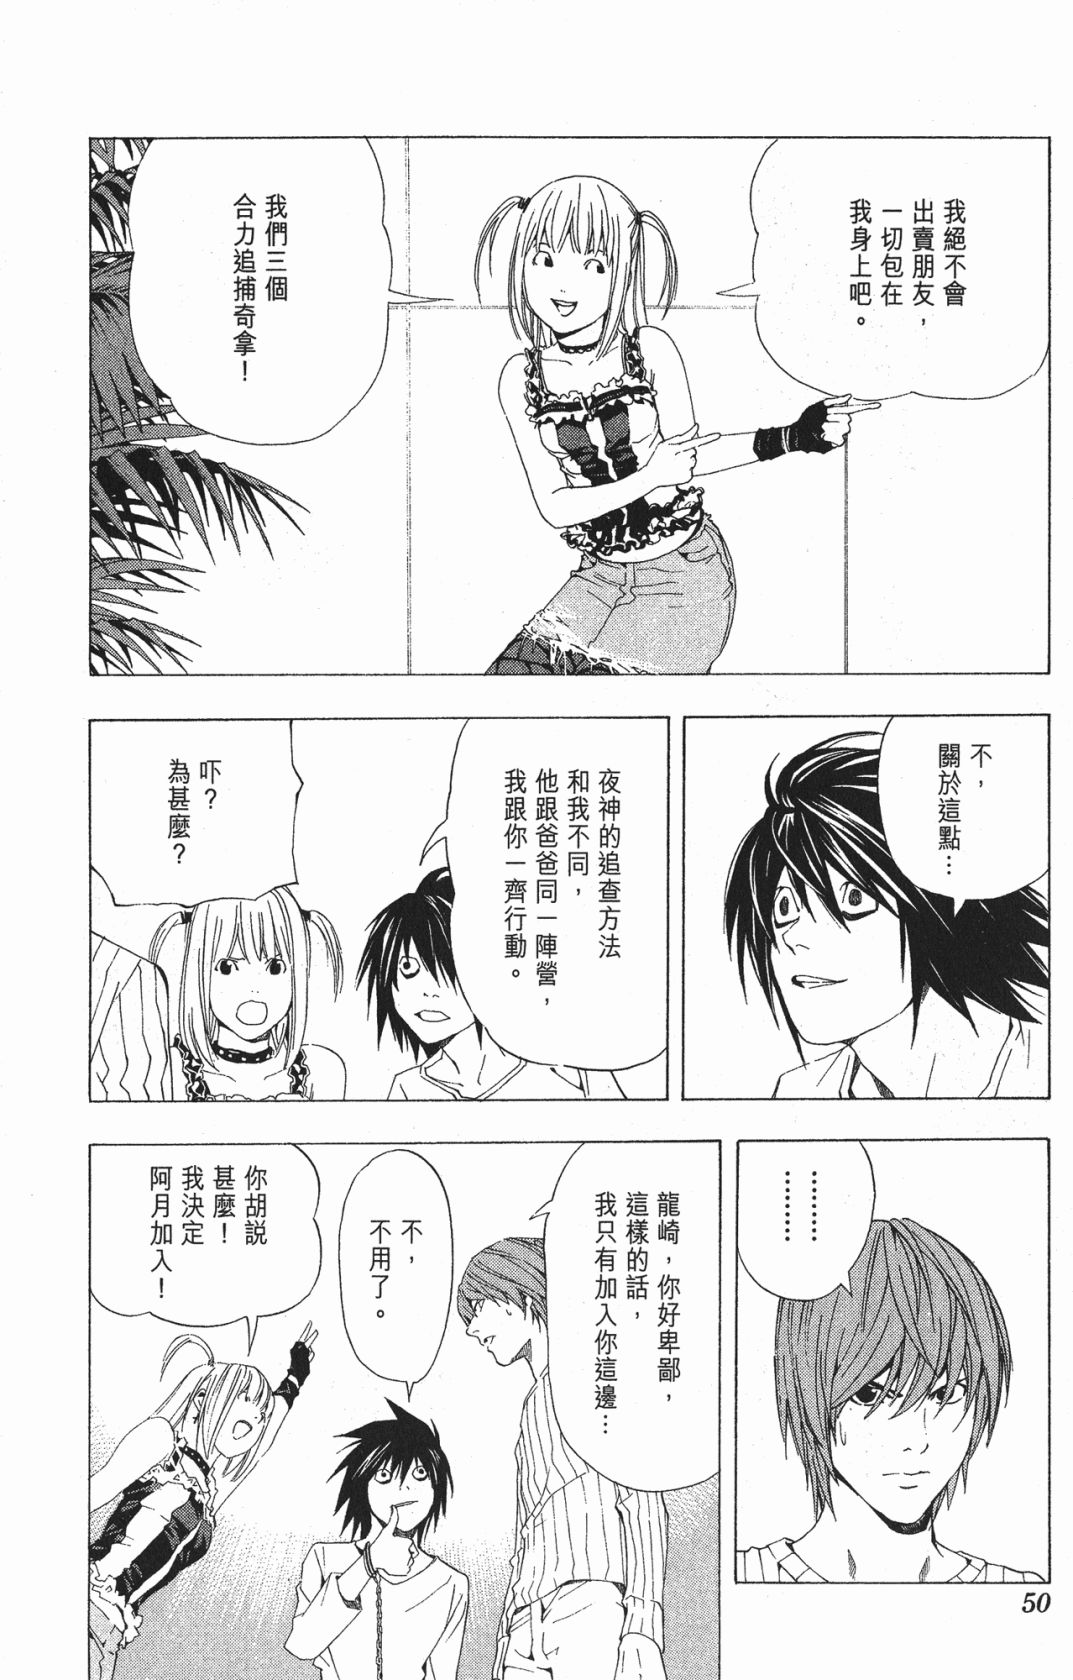 我絕不會
出賣朋友，
一切包在
我身上吧。
我們三個
合力追捕奇拿！
不，
關於這點…
夜神的追查方法
和我不同，
他跟爸爸同一陣營，
我跟你一齊行動。
吓？
為甚麼？
………
………
龍崎，你好卑鄙，
這樣的話，
我只有加入你這邊…
不，
不用了。
你胡説
甚麼！
我決定
阿月加入！
50